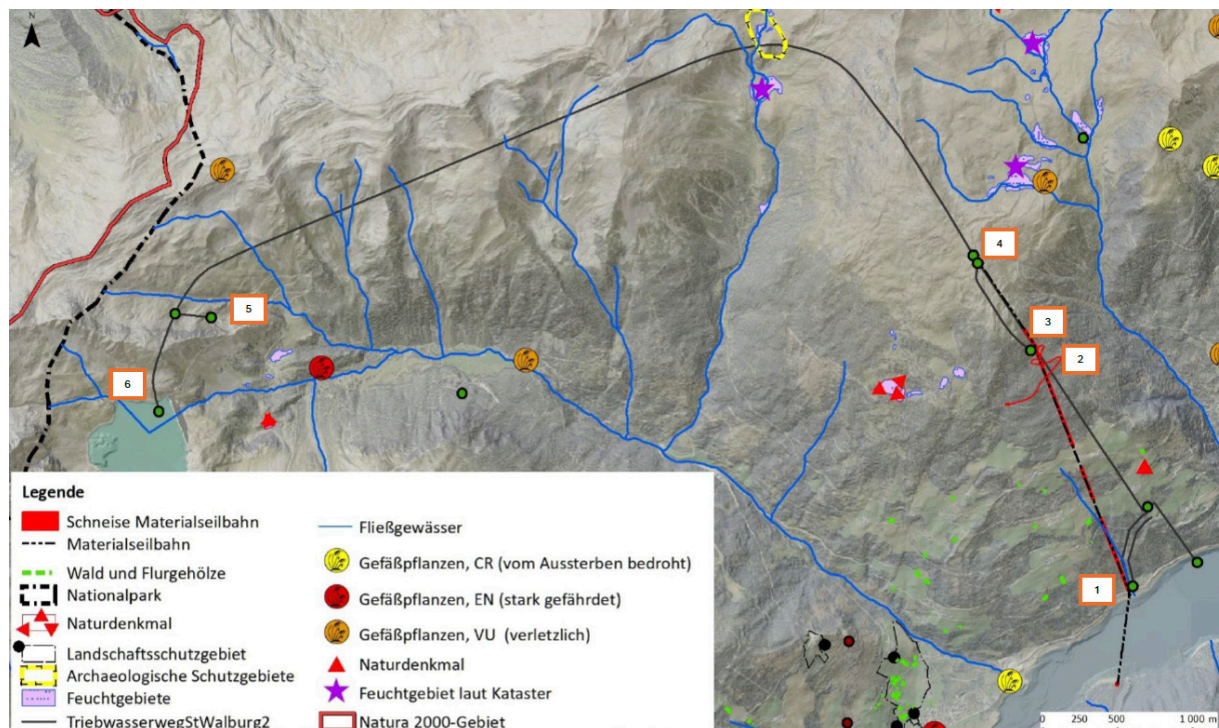 N
4
5
3
2
6
1
Legende
Schneise Materialseilbahn
Materialseilbahn
Wald und Flurgehölze
Nationalpark
Naturdenkmal
Landschaftsschutzgebiet
Archaeologische Schutzgebiete
Feuchtgebiete
TriebwasserwegStWalburg2
Fließgewässer
Gefäßpflanzen, CR (vom Aussterben bedroht)
Gefäßpflanzen, EN (stark gefährdet)
Gefäßpflanzen, VU (verletzlich)
Naturdenkmal
Feuchtgebiet laut Kataster
Natura 2000-Gebiet
0 500 1 000 m